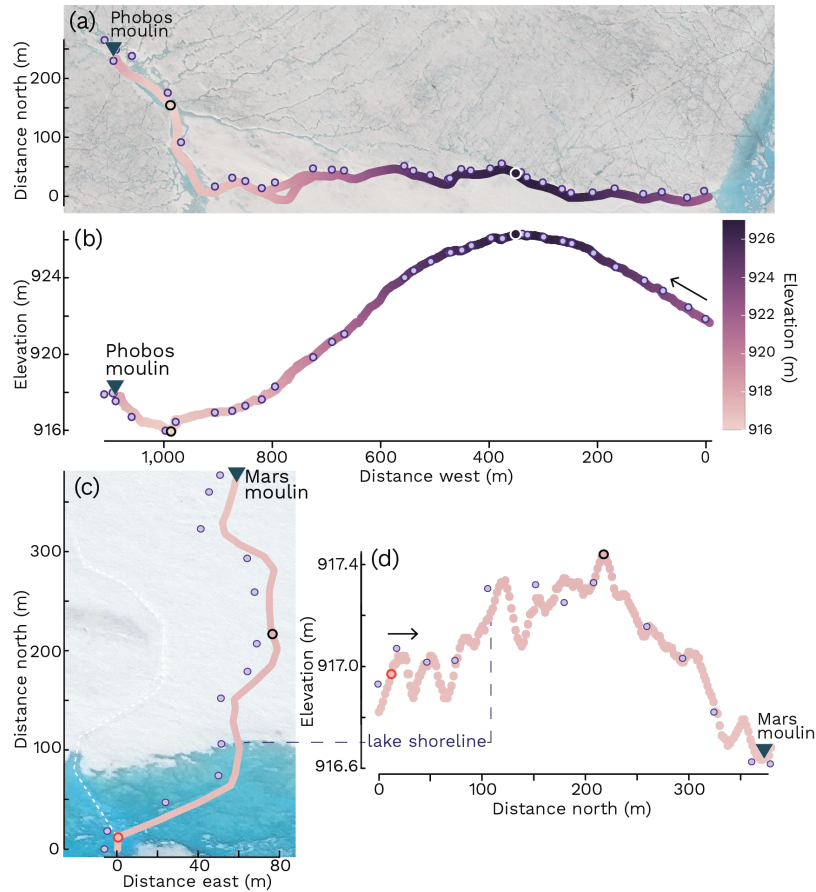 (a)
Phobos
moulin
Distance north (m)
200
100
0
(b)
Elevation (m)
924
920
916
Phobos
moulin
1,000
800
600
400
200
0
Distance west (m)
926
924
922
920
918
916
Elevation (m)
(c)
Mars
moulin
Distance north (m)
300
200
100
0
0
40
80
Distance east (m)
lake shoreline
(d)
Elevation (m)
917.4
917.0
916.6
Mars
moulin
0
100
200
300
Distance north (m)